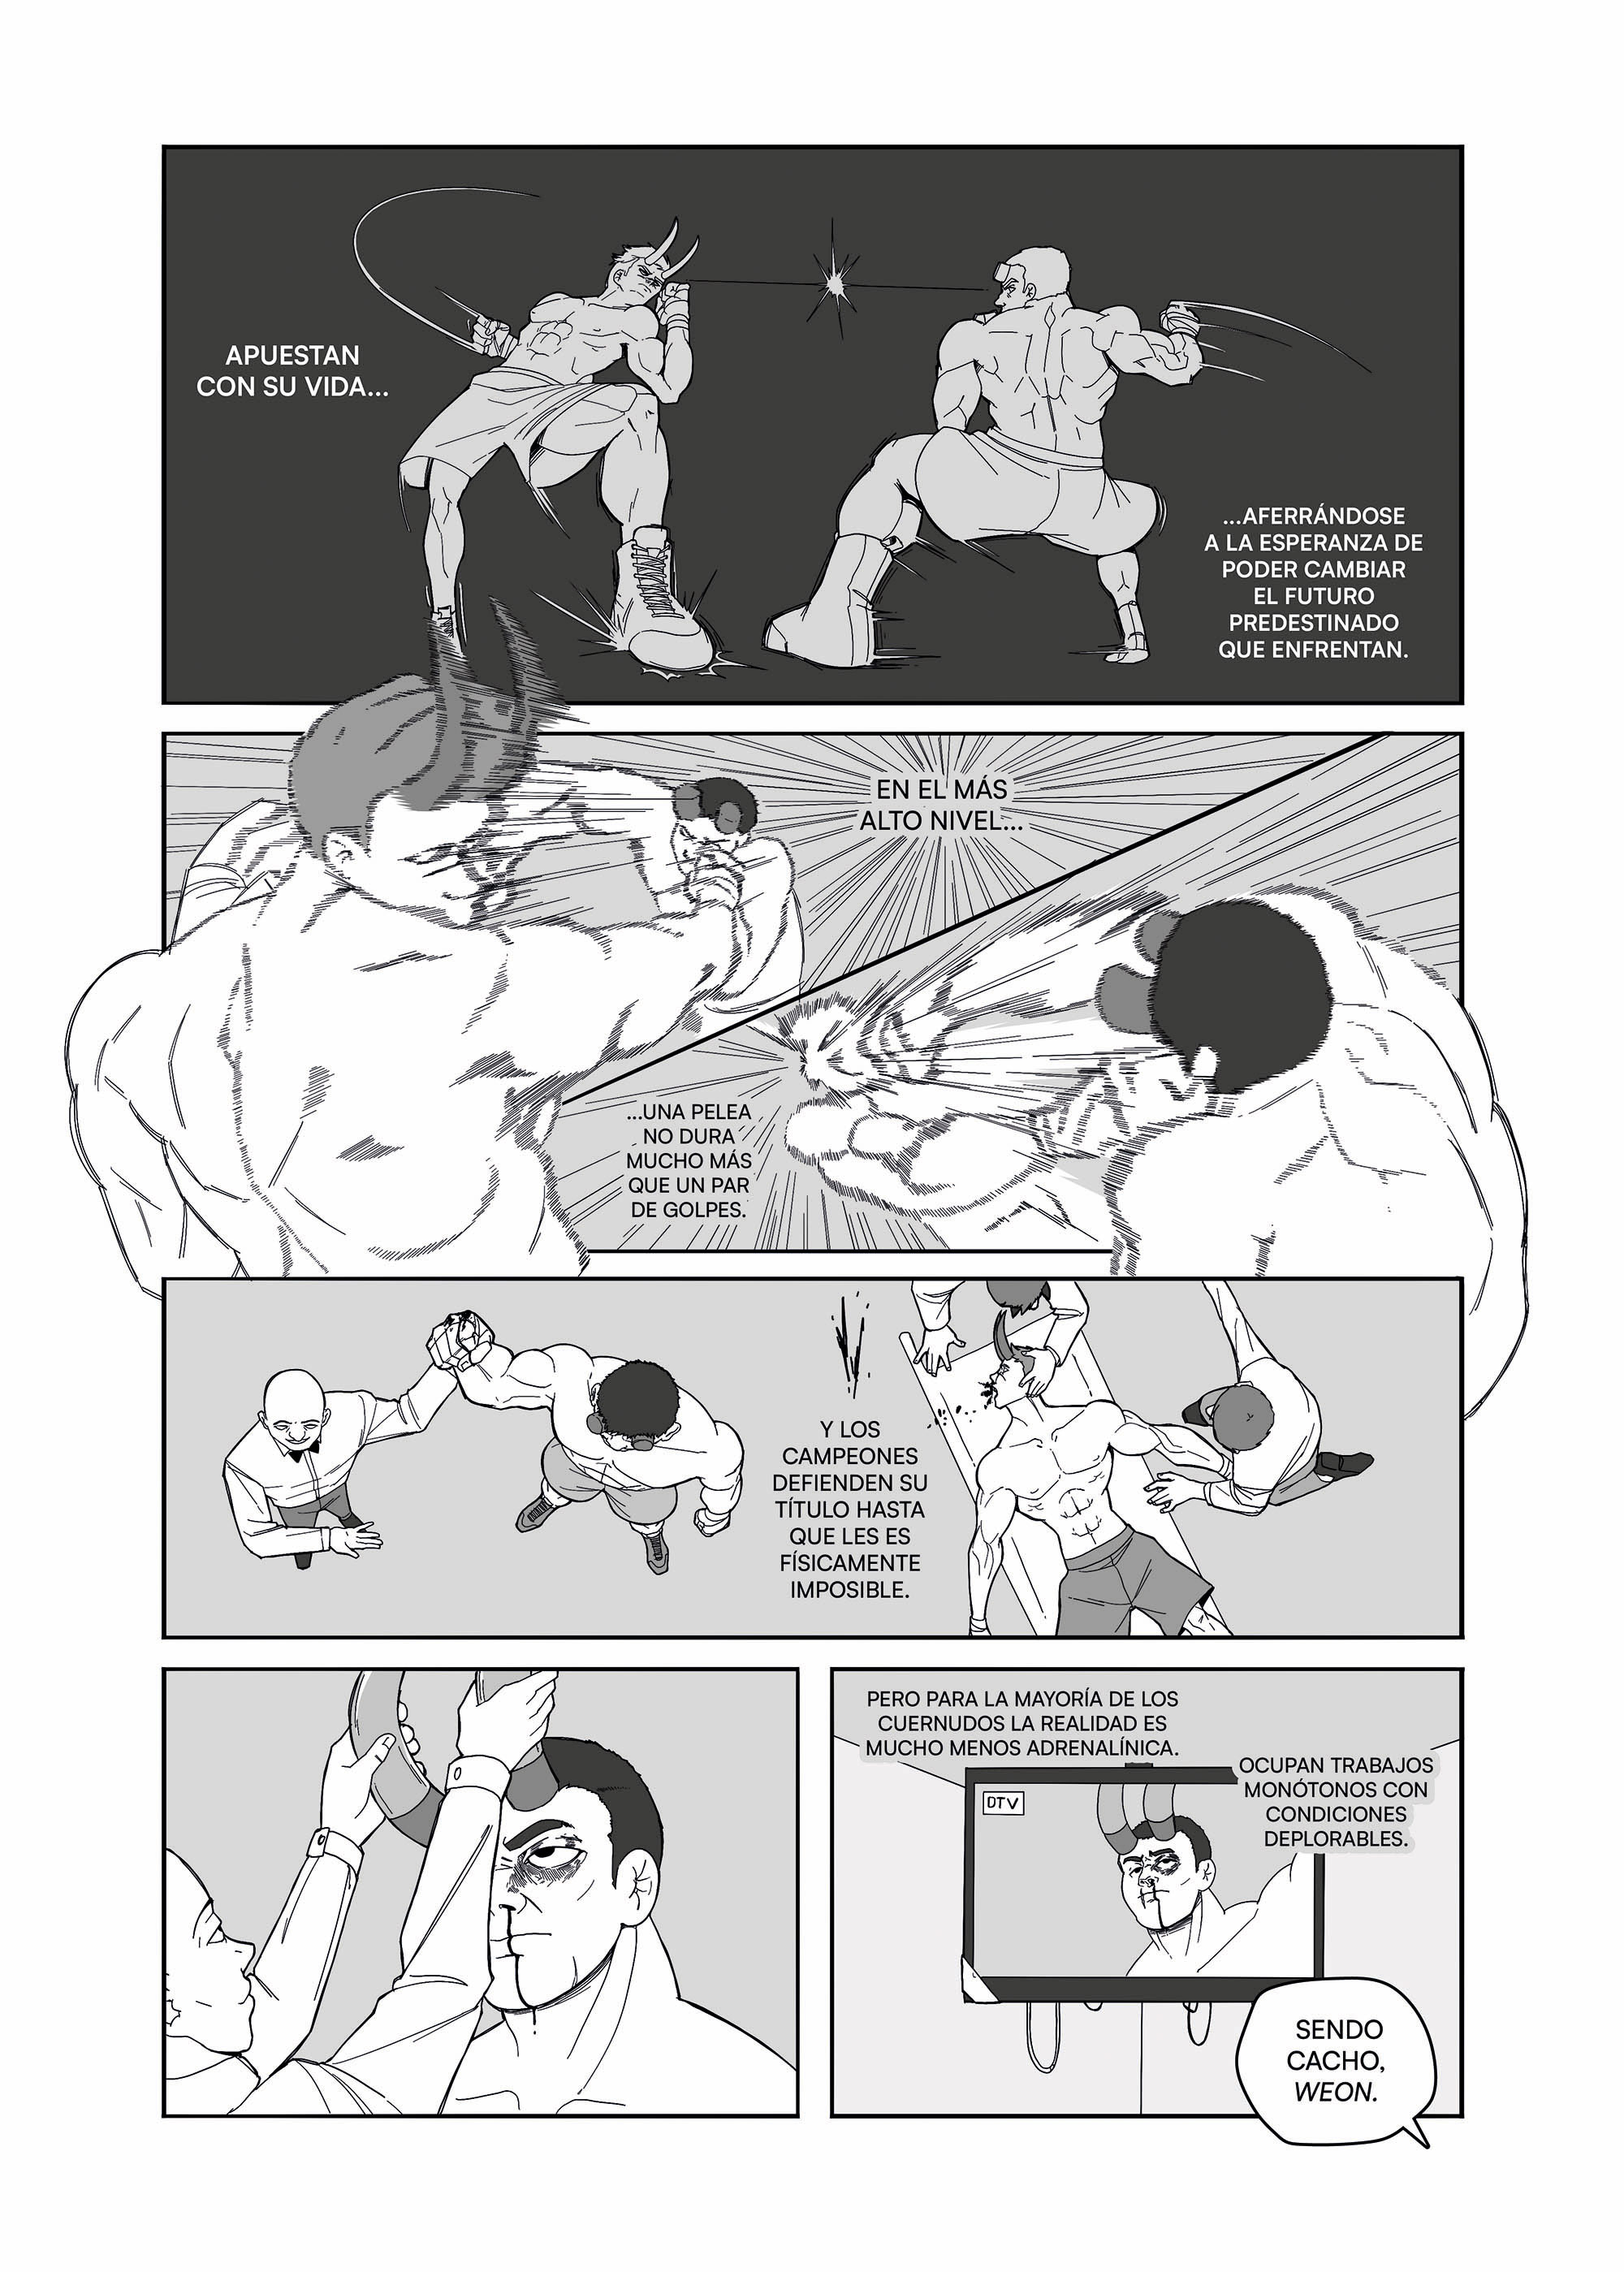 APUESTAN
CON SU VIDA...
...AFERRÁNDOSE
A LA ESPERANZA DE
PODER CAMBIAR
EL FUTURO
PREDESTINADO
QUE ENFRENTAN.
EN EL MÁS
ALTO NIVEL...
...UNA PELEA
NO DURA
MUCHO MÁS
QUE UN PAR
DE GOLPES.
Y LOS
CAMPEONES
DEFIENDEN SU
TÍTULO HASTA
QUE LES ES
FÍSICAMENTE
IMPOSIBLE.
PERO PARA LA MAYORÍA DE LOS
CUERNUDOS LA REALIDAD ES
MUCHO MENOS ADRENALÍNICA.
OCUPAN TRABAJOS
MONÓTONOS CON
CONDICIONES
DEPLORABLES.
DTV
SENDO
CACHO,
WEON.